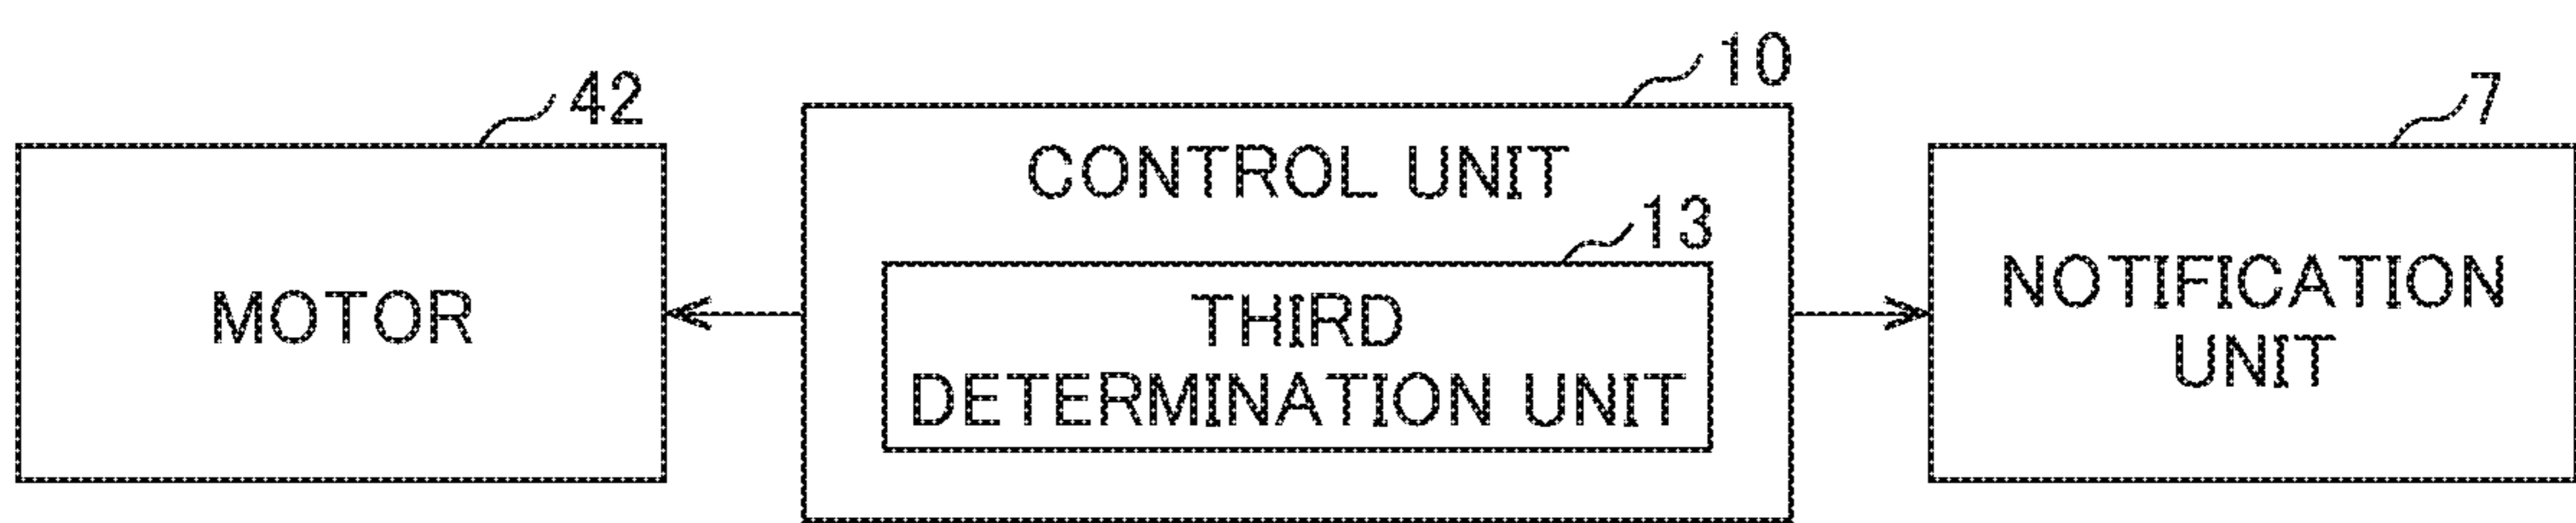 42
MOTOR
10
CONTROL UNIT
13
THIRD
DETERMINATION UNIT
7
NOTIFICATION
UNIT